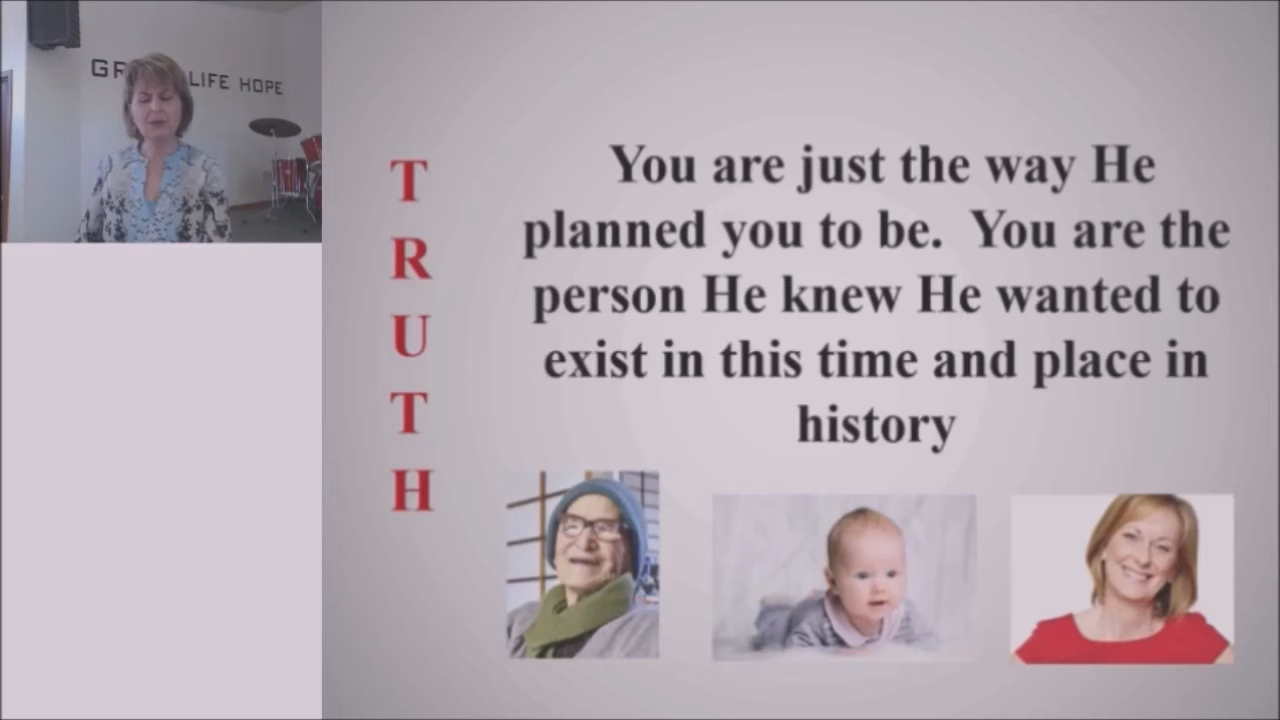 LIFE HOPE
T
R
U
T
H
You are just the way He
planned you to be. You are the
person He knew He wanted to
exist in this time and place in
history